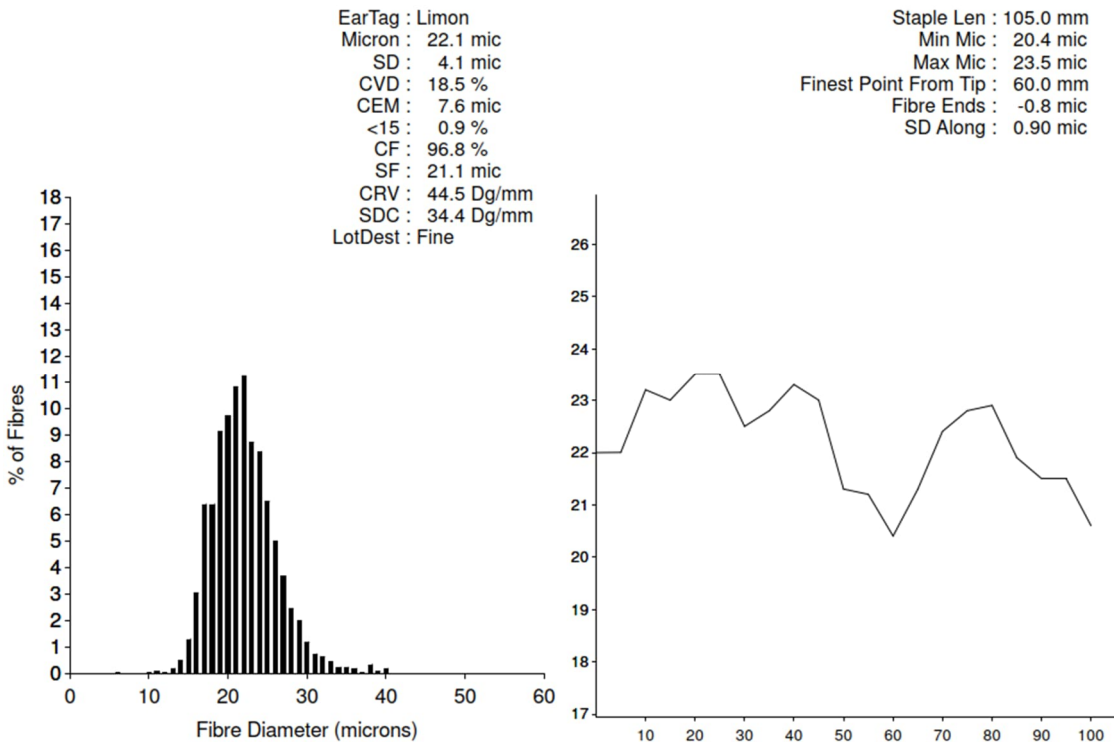 EarTag : Limon
Micron : 22.1 mic
SD : 4.1 mic
CVD : 18.5 %
CEM : 7.6 mic
<15 : 0.9 %
CF : 96.8 %
SF : 21.1 mic
CRV : 44.5 Dg/mm
SDC : 34.4 Dg/mm
LotDest : Fine
18
17
16
15
14
13
12
11
10
9
8
7
6
5
4
3
2
1
0
% of Fibres
0 10 20 30 40 50 60
Fibre Diameter (microns)
Staple Len : 105.0 mm
Min Mic : 20.4 mic
Max Mic : 23.5 mic
Finest Point From Tip : 60.0 mm
Fibre Ends : -0.8 mic
SD Along : 0.90 mic
26
25
24
23
22
21
20
19
18
17
10 20 30 40 50 60 70 80 90 100